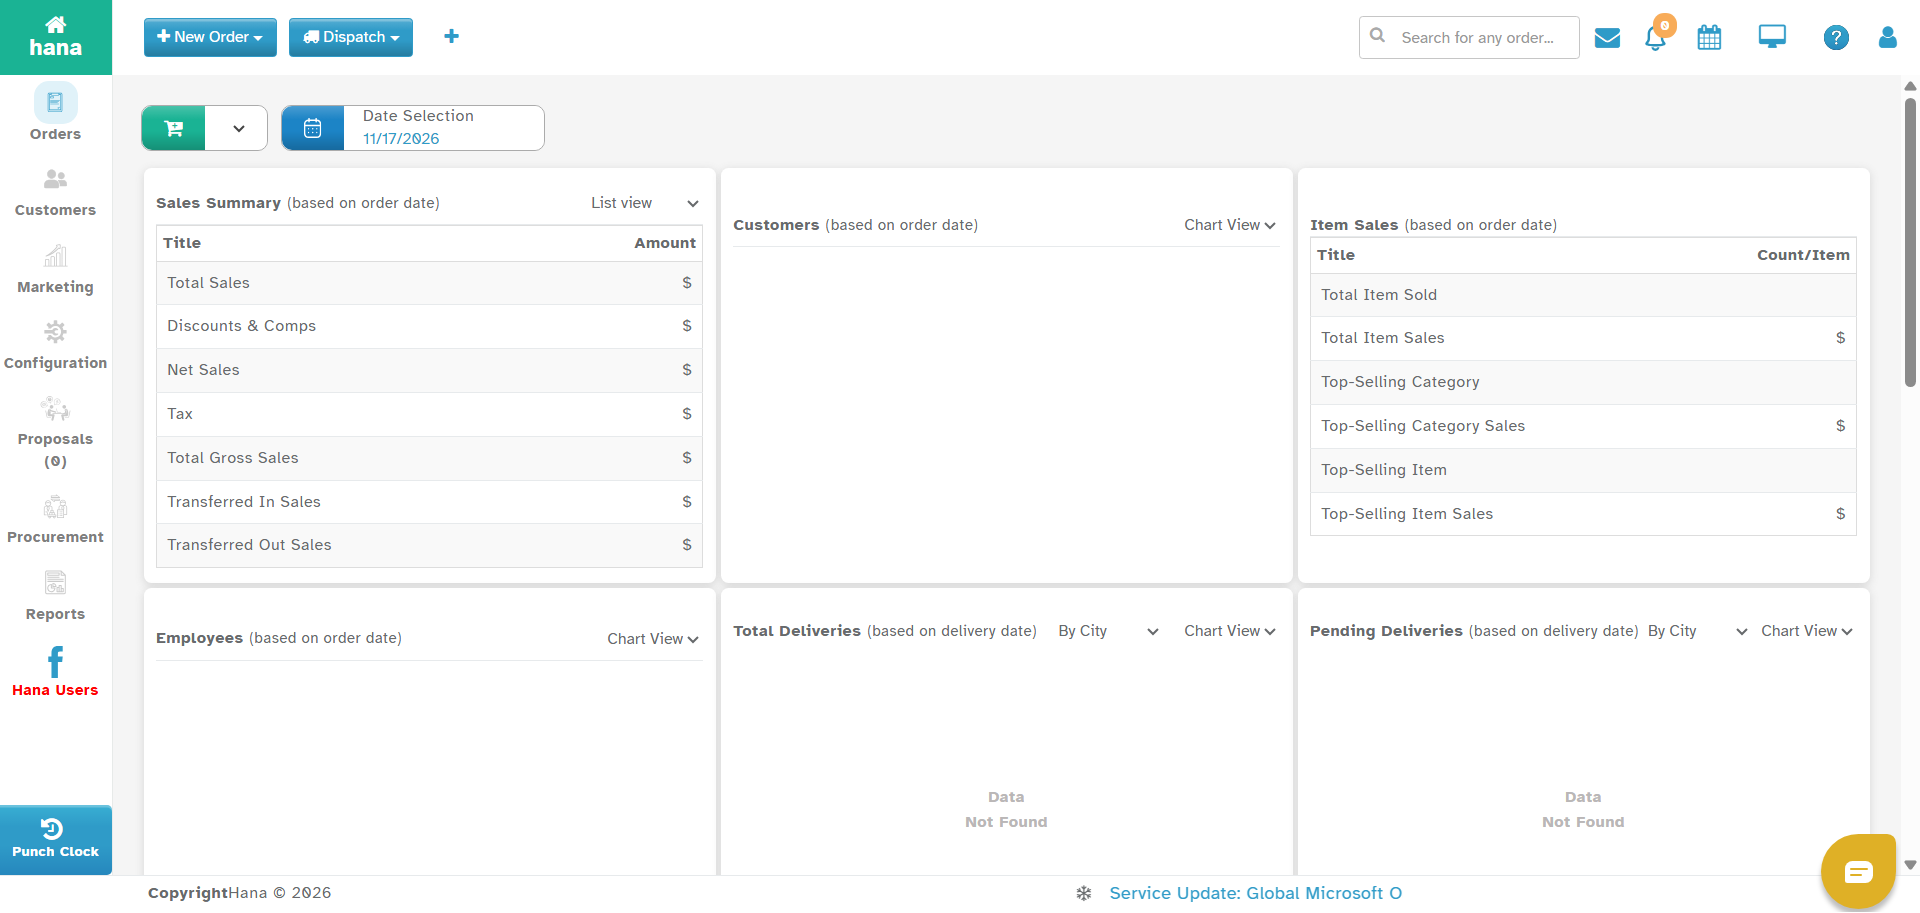 hana
New Order
Dispatch
Search for any order...
0
?
Orders
Customers
Marketing
Configuration
Proposals
(0)
Procurement
Reports
Hana Users
Punch Clock
Date Selection
11/17/2026
Sales Summary (based on order date)
List view
Title
Amount
Total Sales
$
Discounts & Comps
$
Net Sales
$
Tax
$
Total Gross Sales
$
Transferred In Sales
$
Transferred Out Sales
$
Customers (based on order date)
Chart View
Item Sales (based on order date)
Title
Count/Item
Total Item Sold
Total Item Sales
$
Top-Selling Category
Top-Selling Category Sales
$
Top-Selling Item
Top-Selling Item Sales
$
Employees (based on order date)
Chart View
Total Deliveries (based on delivery date)
By City
Chart View
Data
Not Found
Pending Deliveries (based on delivery date)
By City
Chart View
Data
Not Found
CopyrightHana © 2026
Service Update: Global Microsoft O